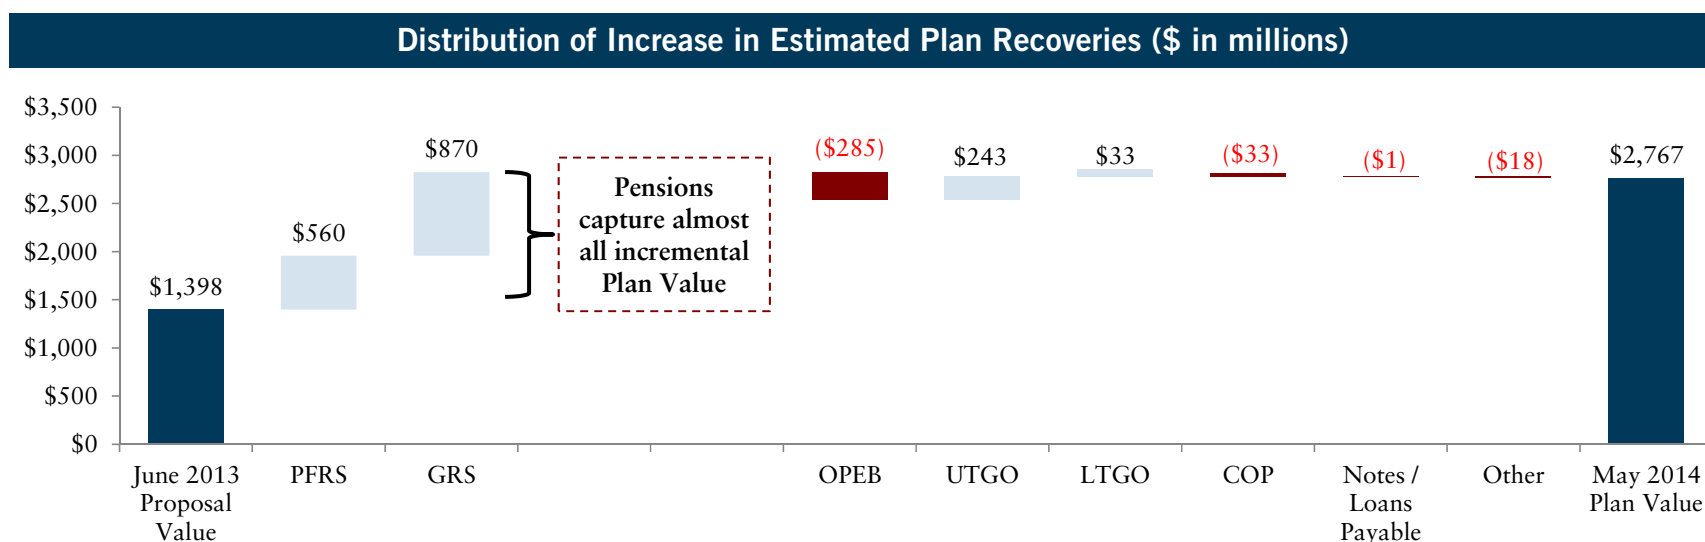 Distribution of Increase in Estimated Plan Recoveries ($ in millions)
$3,500
$3,000
$2,500
$2,000
$1,500
$1,000
$500
$0
$1,398
$560
$870
Pensions
capture almost
all incremental
Plan Value
($285)
$243
$33
($33)
($1)
($18)
$2,767
June 2013
Proposal
Value
PFRS
GRS
OPEB
UTGO
LTGO
COP
Notes /
Loans
Payable
Other
May 2014
Plan Value